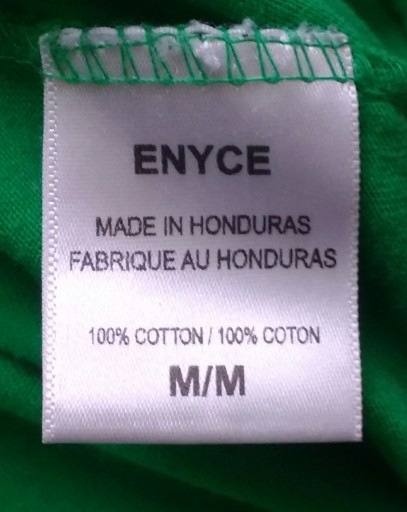 ENYCE
MADE IN HONDURAS
FABRIQUE AU HONDURAS
100% COTTON / 100% COTON
M/M